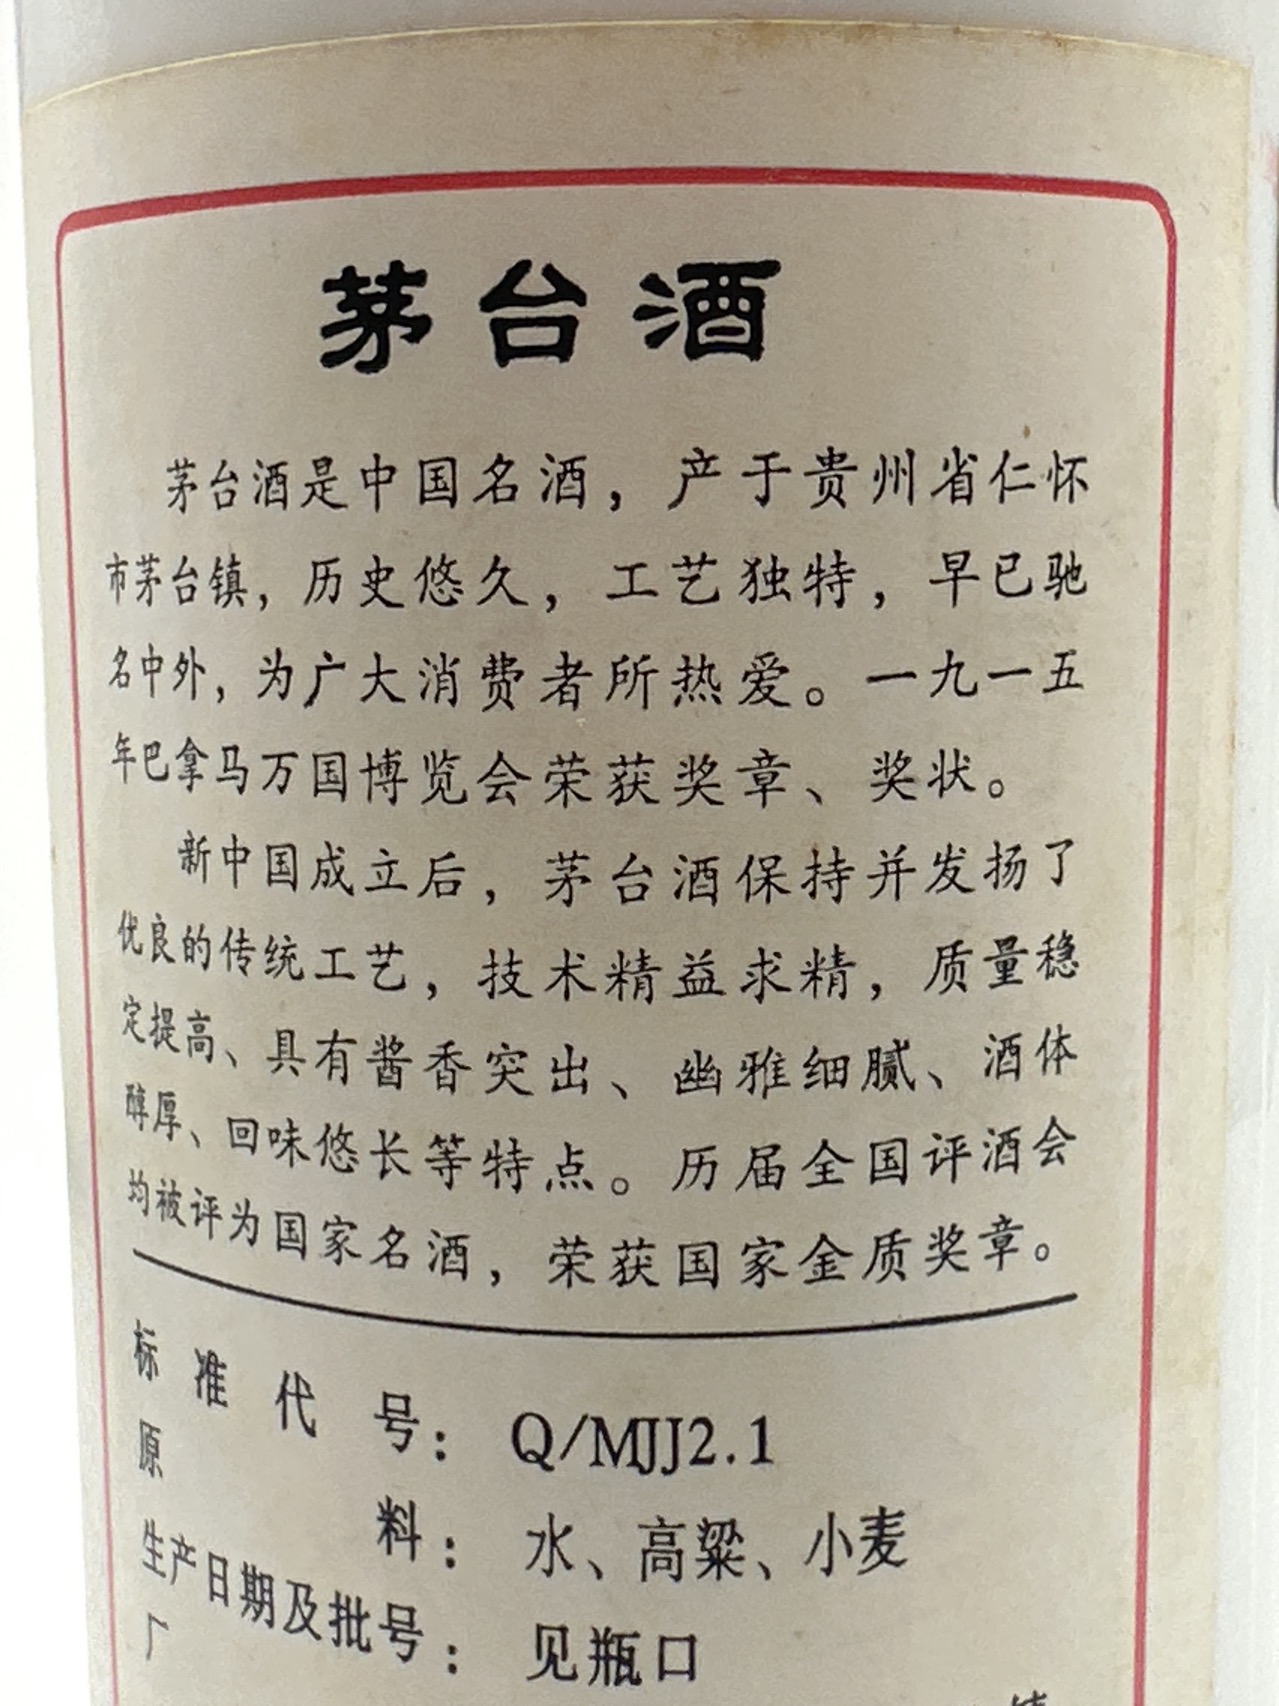 茅台酒
茅台酒是中国名酒，产于贵州省仁怀
市茅台镇，历史悠久，工艺独特，早已驰
名中外，为广大消费者所热爱。一九一五
年巴拿马万国博览会荣获奖章、奖状。
新中国成立后，茅台酒保持并发扬了
优良的传统工艺，技术精益求精，质量稳
定提高、具有酱香突出、幽雅细腻、酒体
醇厚、回味悠长等特点。历届全国评酒会
均被评为国家名酒，荣获国家金质奖章。
标准代号：Q/MJJ2.1
原料：水、高粱、小麦
生产日期及批号：见瓶口
厂